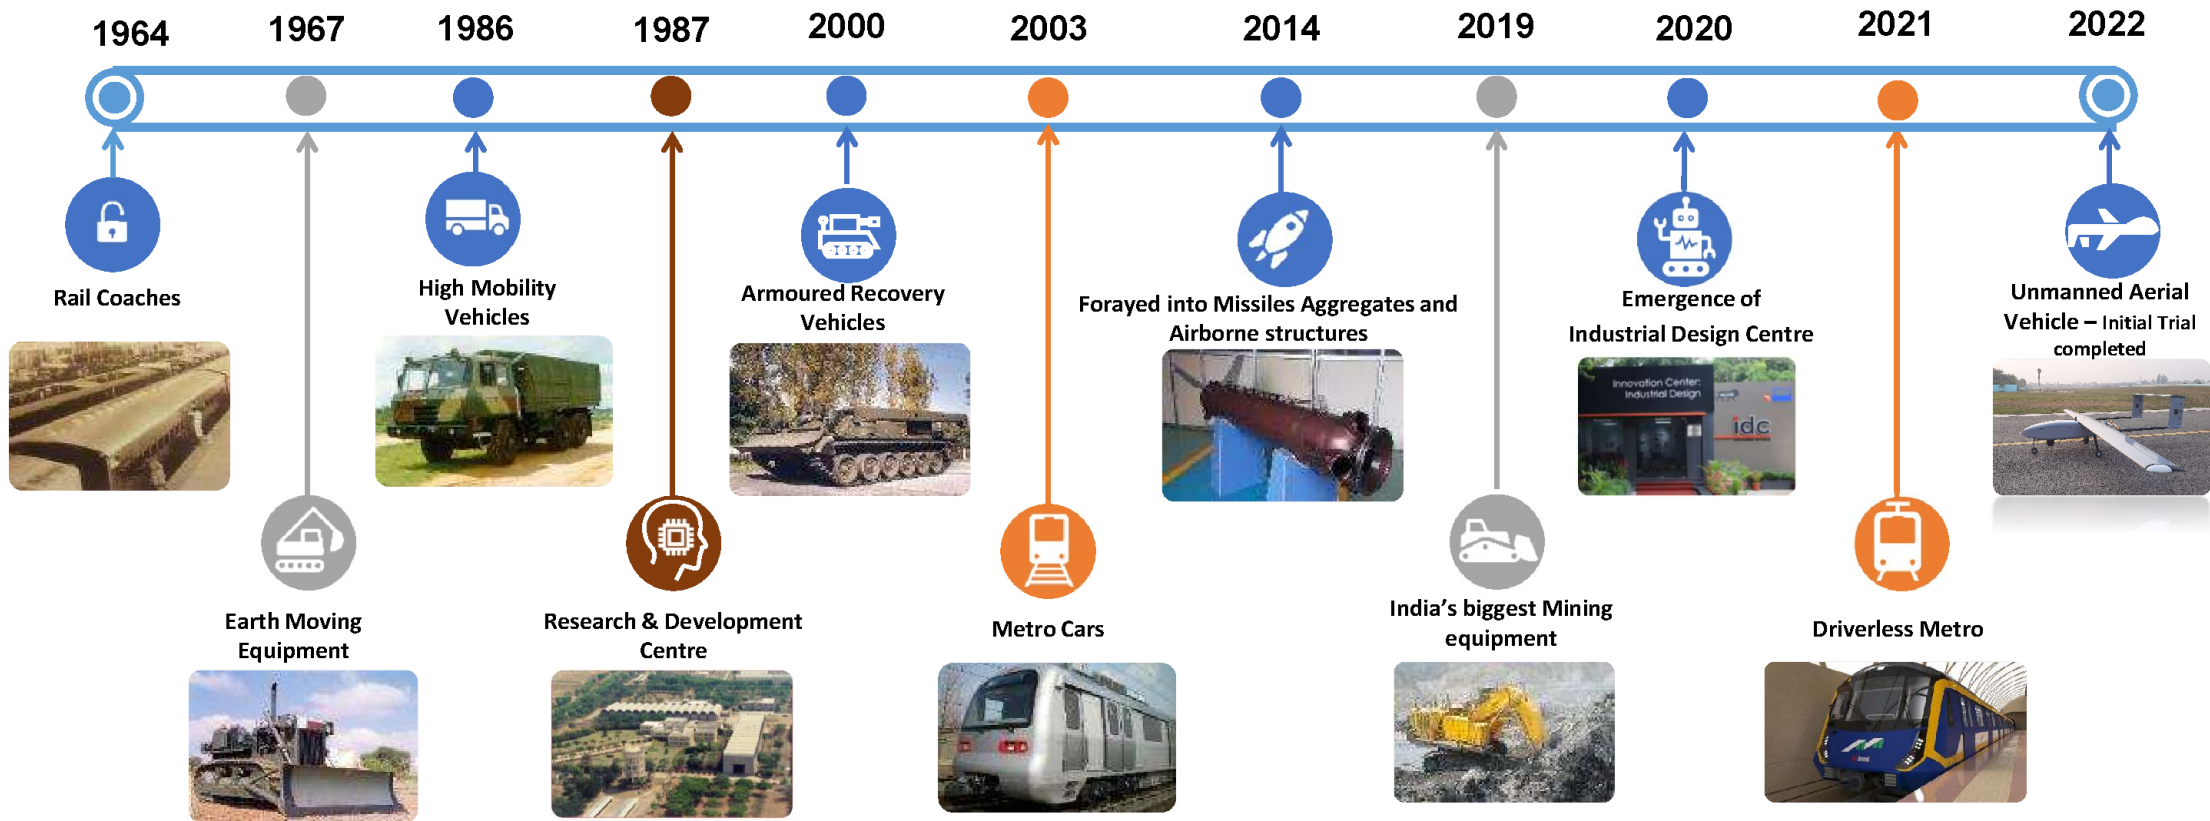 1964
1967
1986
1987
2000
2003
2014
2019
2020
2021
2022
Rail Coaches
Earth Moving
Equipment
High Mobility
Vehicles
Research & Development
Centre
Armoured Recovery
Vehicles
Metro Cars
Forayed into Missiles Aggregates and
Airborne structures
India's biggest Mining
equipment
Emergence of
Industrial Design Centre
Innovation Center:
Industrial Design
idc
Driverless Metro
Unmanned Aerial
Vehicle – Initial Trial
completed